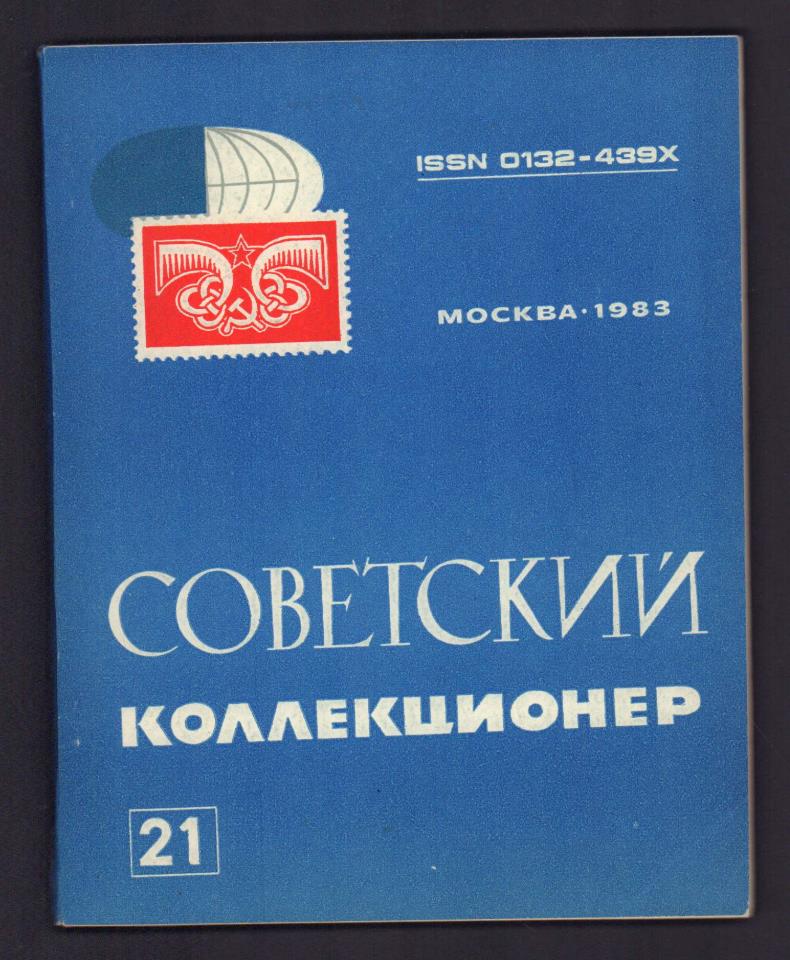 ISSN 0132-439X
МОСКВА·1983
СОВЕТСКИЙ
КОЛЛЕКЦИОНЕР
21